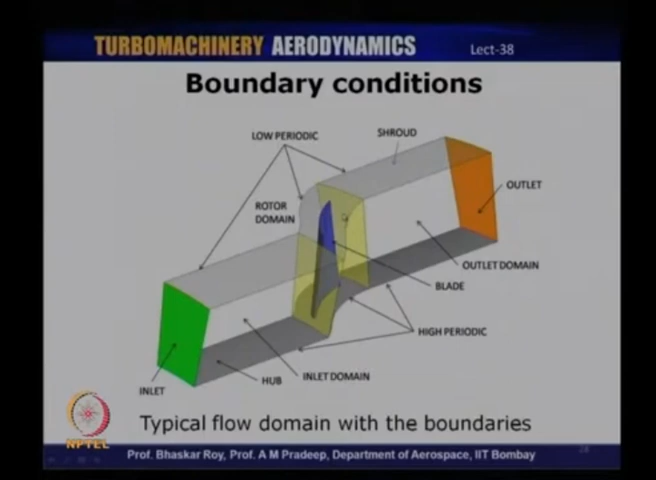 TURBOMACHINERY AERODYNAMICS Lect-38
Boundary conditions
LOW PERIODIC
SHROUD
OUTLET
ROTOR
DOMAIN
OUTLET DOMAIN
BLADE
HIGH PERIODIC
INLET DOMAIN
HUB
INLET
Typical flow domain with the boundaries
NPTEL
Prof. Bhaskar Roy, Prof. A M Pradeep, Department of Aerospace, IIT Bombay